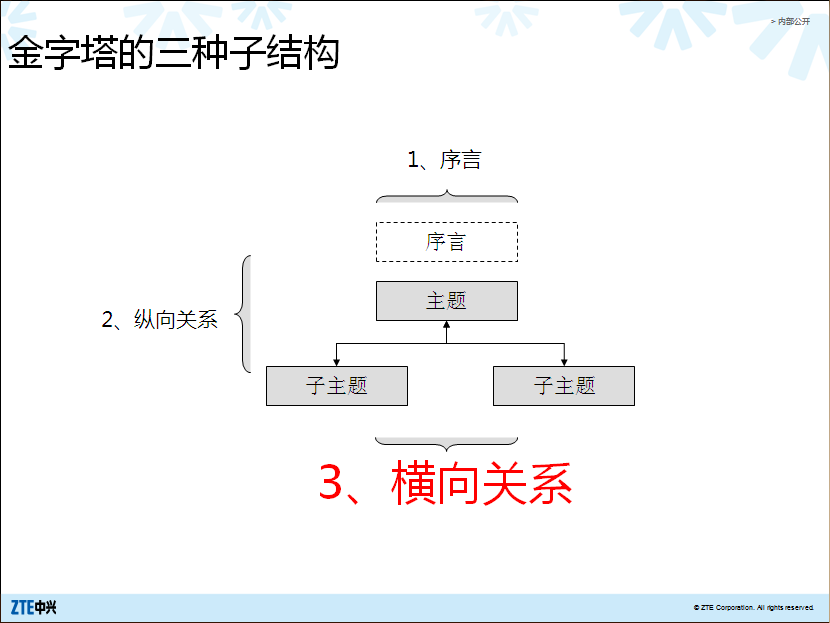 > 内部公开
金字塔的三种子结构
1、序言
序言
主题
2、纵向关系
子主题
子主题
3、横向关系
ZTE中兴
© ZTE Corporation. All rights reserved.